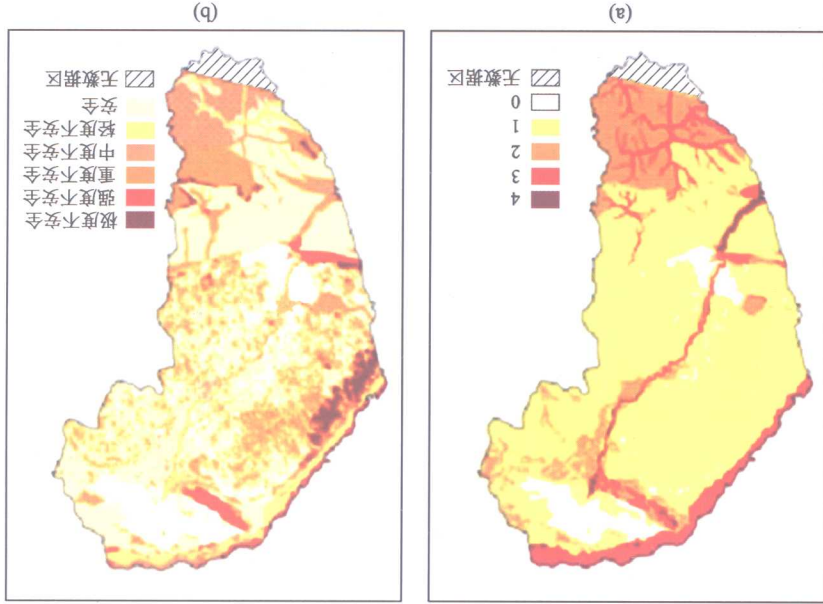 4
3
2
1
0
无数据区
(a)
极度不安全
强度不安全
重度不安全
中度不安全
轻度不安全
安全
无数据区
(b)